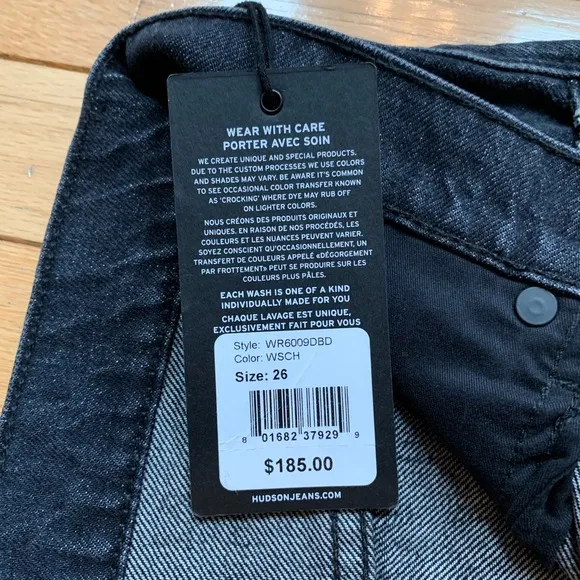 WEAR WITH CARE
PORTER AVEC SOIN
WE CREATE UNIQUE AND SPECIAL PRODUCTS.
DUE TO THE CUSTOM PROCESSES WE USE COLORS
AND SHADES MAY VARY. BE AWARE IT'S COMMON
TO SEE OCCASIONAL COLOR TRANSFER KNOWN
AS 'CROCKING' WHERE DYE MAY RUB OFF
ON LIGHTER COLORS.
NOUS CRÉONS DES PRODUITS ORIGINAUX ET
UNIQUES. EN RAISON DE NOS PROCÉDÉS, LES
COULEURS ET LES NUANCES PEUVENT VARIER.
SOYEZ CONSCIENT QU'OCCASIONNELLEMENT, UN
TRANSFERT DE COULEURS APPELÉ «DÉGORGEMENT
PAR FROTTEMENT» PEUT SE PRODUIRE SUR LES
COULEURS PLUS PÂLES.
EACH WASH IS ONE OF A KIND
INDIVIDUALLY MADE FOR YOU
CHAQUE LAVAGE EST UNIQUE,
EXCLUSIVEMENT FAIT POUR VOUS
Style: WR6009DBD
Color: WSCH
Size: 26
8 01682 37929 9
$185.00
HUDSONJEANS.COM